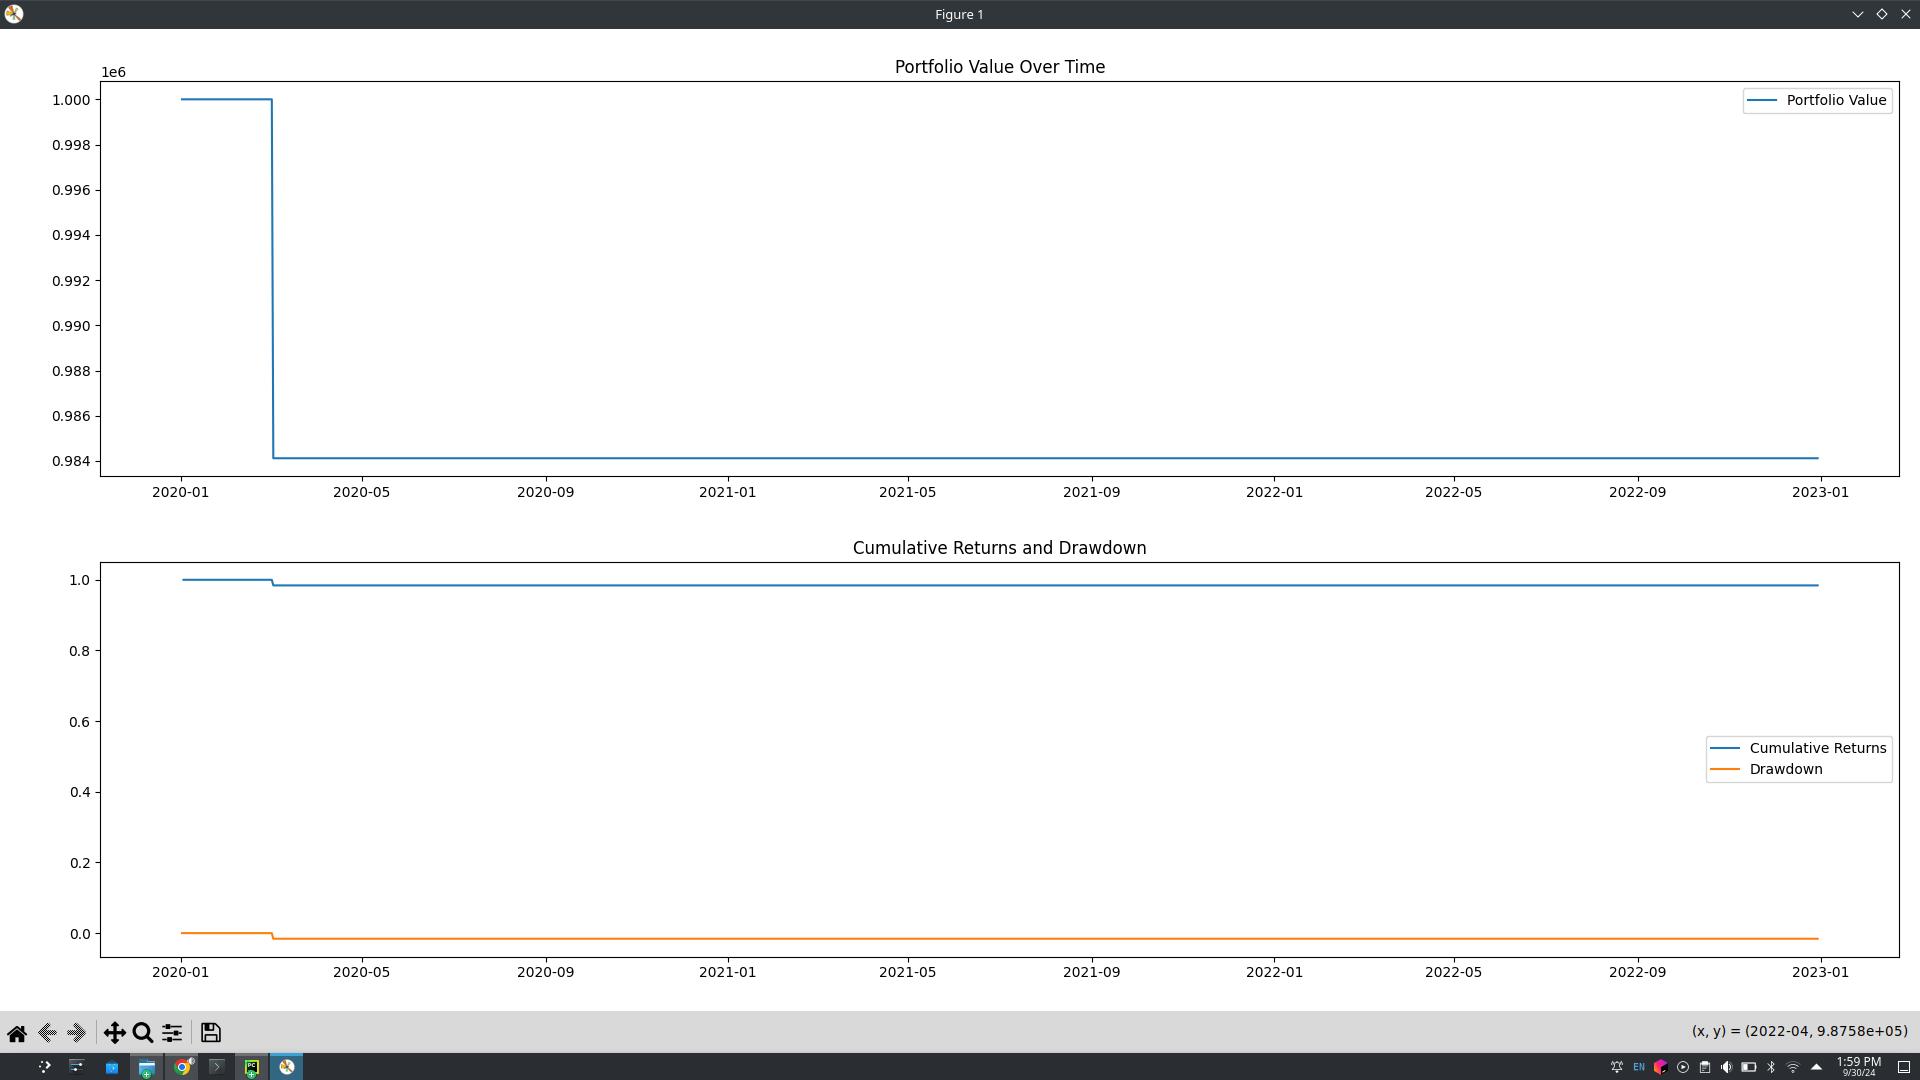 Figure 1
Portfolio Value Over Time
1e6
1.000
0.998
0.996
0.994
0.992
0.990
0.988
0.986
0.984
Portfolio Value
2020-01 2020-05 2020-09 2021-01 2021-05 2021-09 2022-01 2022-05 2022-09 2023-01
Cumulative Returns and Drawdown
1.0
0.8
0.6
0.4
0.2
0.0
Cumulative Returns
Drawdown
2020-01 2020-05 2020-09 2021-01 2021-05 2021-09 2022-01 2022-05 2022-09 2023-01
(x, y) = (2022-04, 9.8758e+05)
PC
EN
1:59 PM
9/30/24